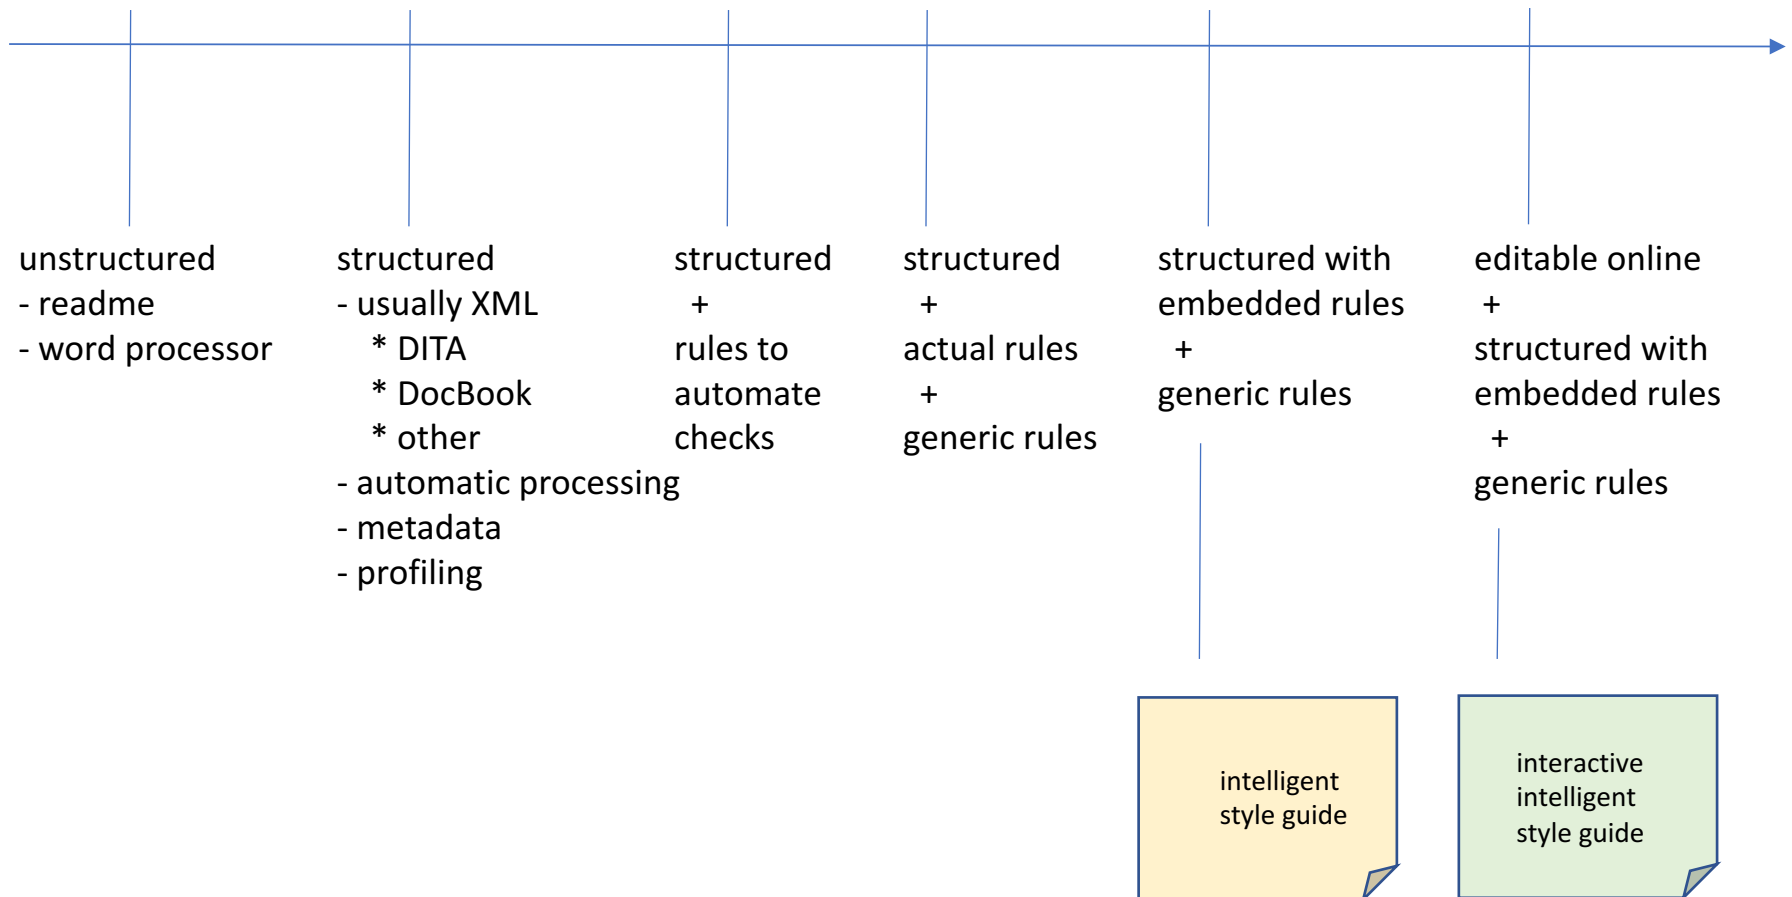 unstructured
- readme
- word processor
structured
- usually XML
* DITA
* DocBook
* other
- automatic processing
- metadata
- profiling
structured
+
rules to
automate
checks
structured
+
actual rules
+
generic rules
structured with
embedded rules
+
generic rules
editable online
+
structured with
embedded rules
+
generic rules
intelligent
style guide
interactive
intelligent
style guide